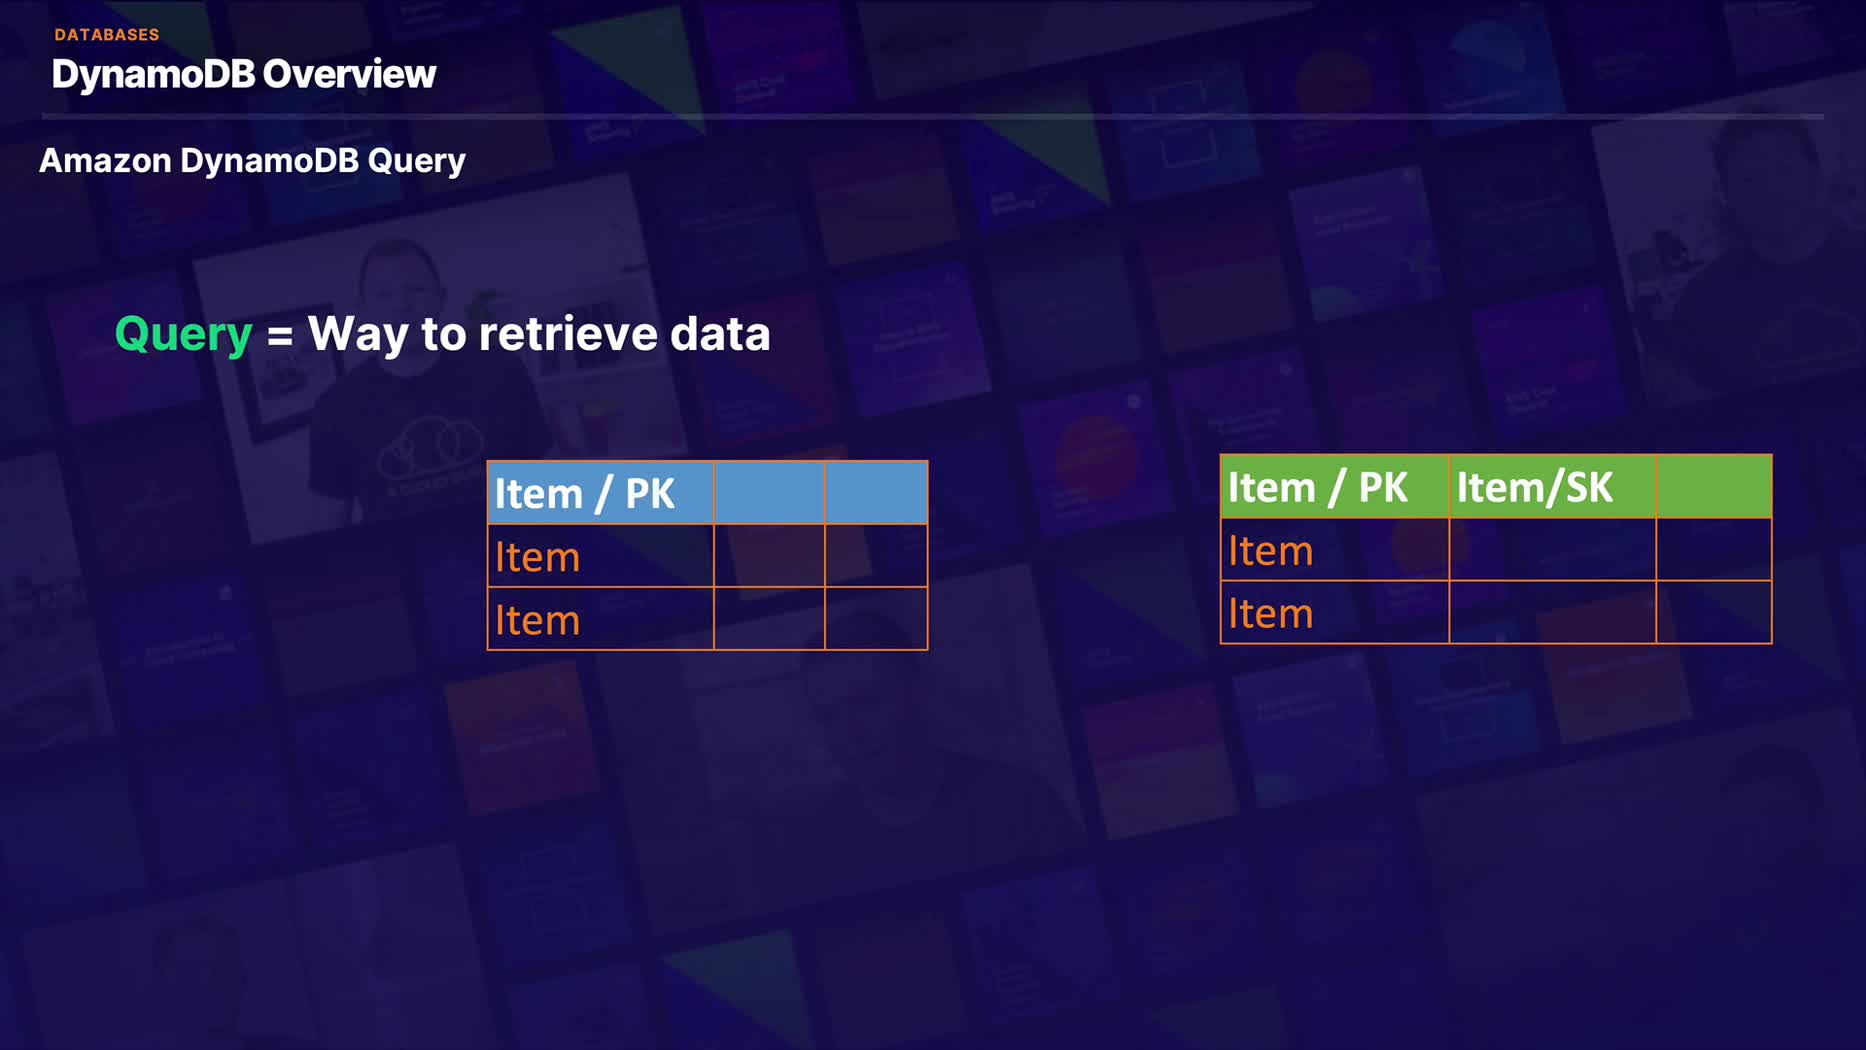 DATABASES
DynamoDB Overview
Amazon DynamoDB Query
Query = Way to retrieve data
Item / PK
Item
Item
Item / PK Item/SK
Item
Item